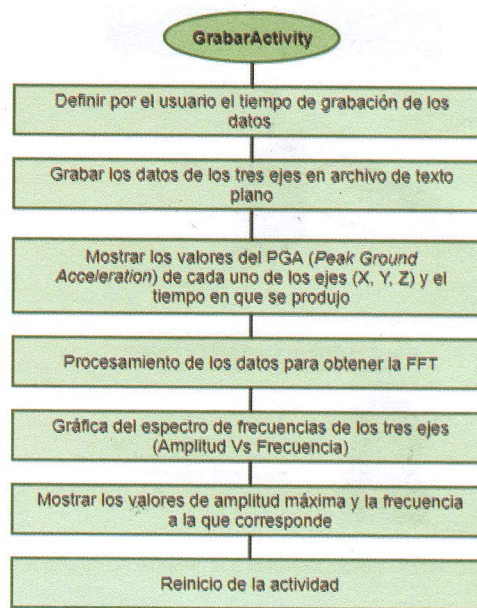 GrabarActivity
Definir por el usuario el tiempo de grabación de los
datos
Grabar los datos de los tres ejes en archivo de texto
plano
Mostrar los valores del PGA (Peak Ground
Acceleration) de cada uno de los ejes (X, Y, Z) y el
tiempo en que se produjo
Procesamiento de los datos para obtener la FFT
Gráfica del espectro de frecuencias de los tres ejes
(Amplitud Vs Frecuencia)
Mostrar los valores de amplitud máxima y la frecuencia
a la que corresponde
Reinicio de la actividad